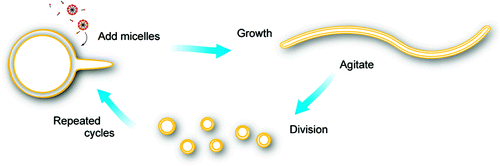 Add micelles
Growth
Agitate
Division
Repeated
cycles